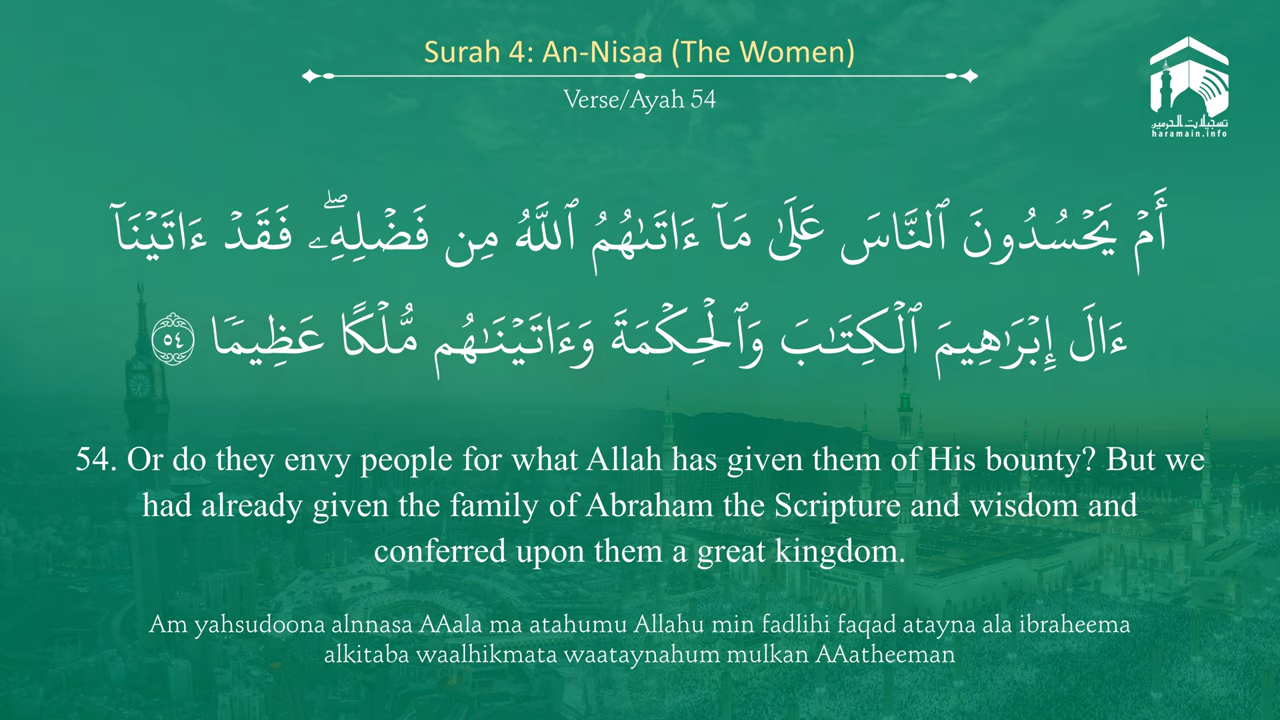 Surah 4: An-Nisaa (The Women)
Verse/Ayah 54
تسجيلات الحرمين
haramain.info
أَمْ يَحْسُدُونَ ٱلنَّاسَ عَلَىٰ مَآ ءَاتَىٰهُمُ ٱللَّهُ مِن فَضْلِهِۦۖ فَقَدْ ءَاتَيْنَآ
ءَالَ إِبْرَٰهِيمَ ٱلْكِتَٰبَ وَٱلْحِكْمَةَ وَءَاتَيْنَٰهُم مُّلْكًا عَظِيمًا ٥٤
54. Or do they envy people for what Allah has given them of His bounty? But we
had already given the family of Abraham the Scripture and wisdom and
conferred upon them a great kingdom.
Am yahsudoona alnnasa AAala ma atahumu Allahu min fadlihi faqad atayna ala ibraheema
alkitaba waalhikmata waataynahum mulkan AAatheeman